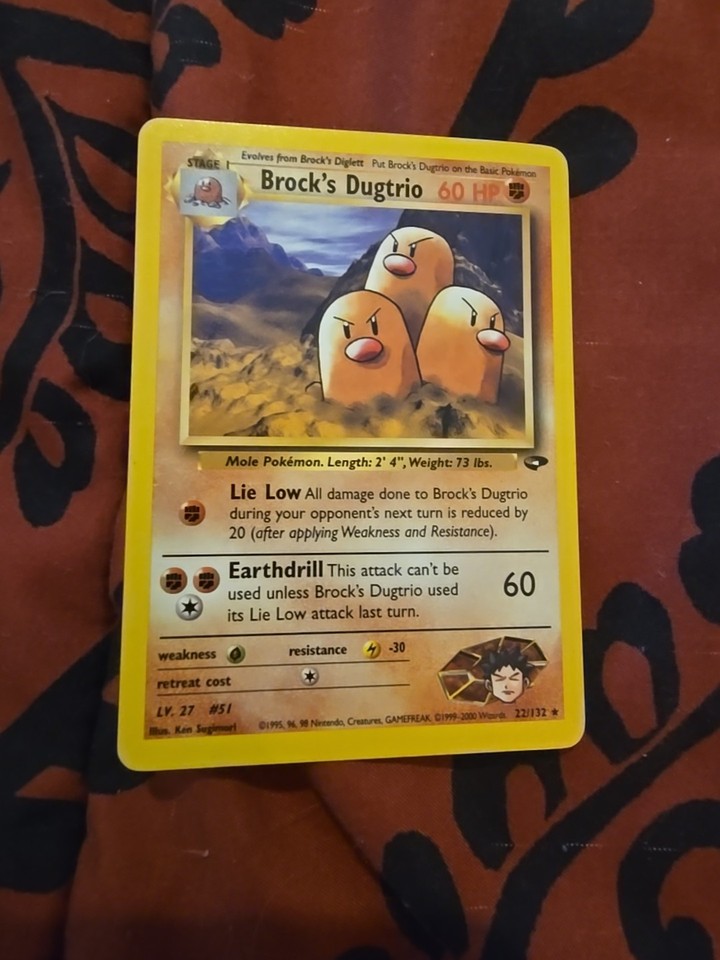 STAGE 1 Evolves from Brock's Diglett Put Brock's Dugtrio on the Basic Pokémon
Brock's Dugtrio 60 HP
Mole Pokémon. Length: 2' 4", Weight: 73 lbs.
Lie Low All damage done to Brock's Dugtrio
during your opponent's next turn is reduced by
20 (after applying Weakness and Resistance).
Earthdrill This attack can't be
used unless Brock's Dugtrio used
its Lie Low attack last turn.
60
weakness resistance -30
retreat cost
LV. 27 #51
Illus. Ken Sugimori ©1995, 96, 98 Nintendo, Creatures, GAMEFREAK. ©1999-2000 Wizards. 22/132 ★